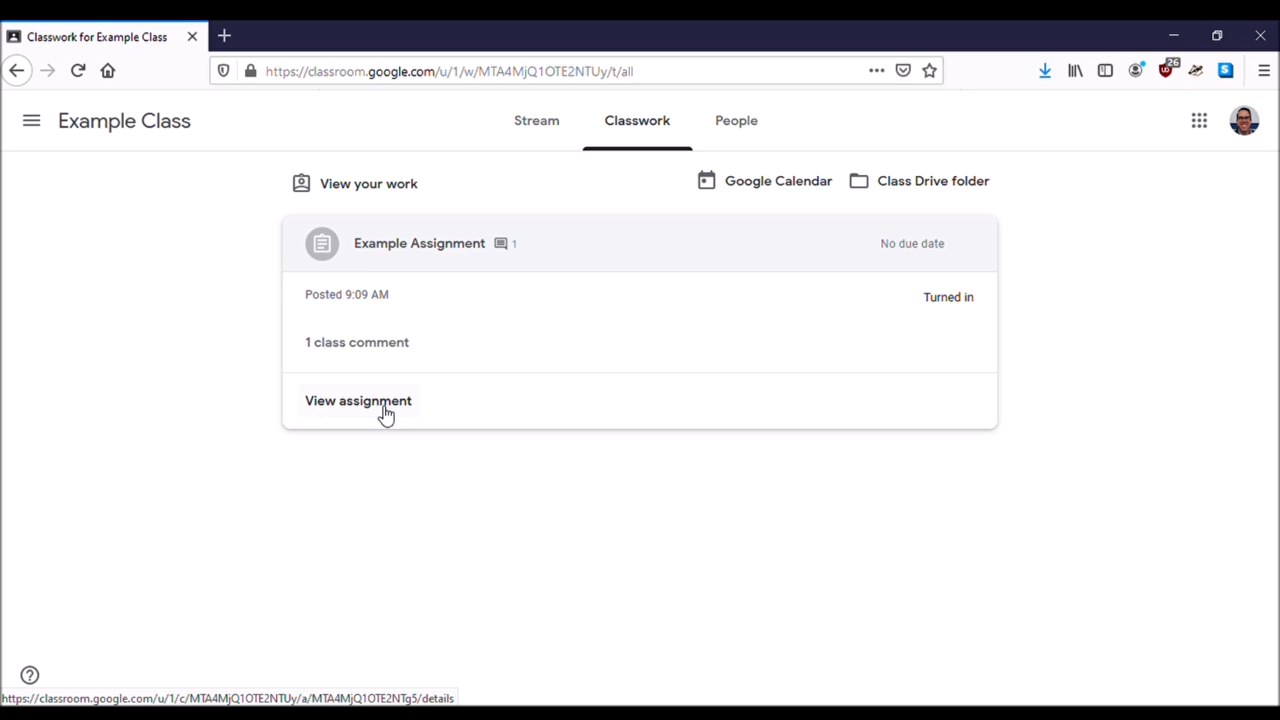 Classwork for Example Class
https://classroom.google.com/u/1/w/MTA4MjQ1OTE2NTUy/t/all
26
Example Class
Stream
Classwork
People
View your work
Google Calendar
Class Drive folder
Example Assignment
1
No due date
Posted 9:09 AM
Turned in
1 class comment
View assignment
https://classroom.google.com/u/1/c/MTA4MjQ1OTE2NTUy/a/MTA4MjQ1OTE2NTg5/details